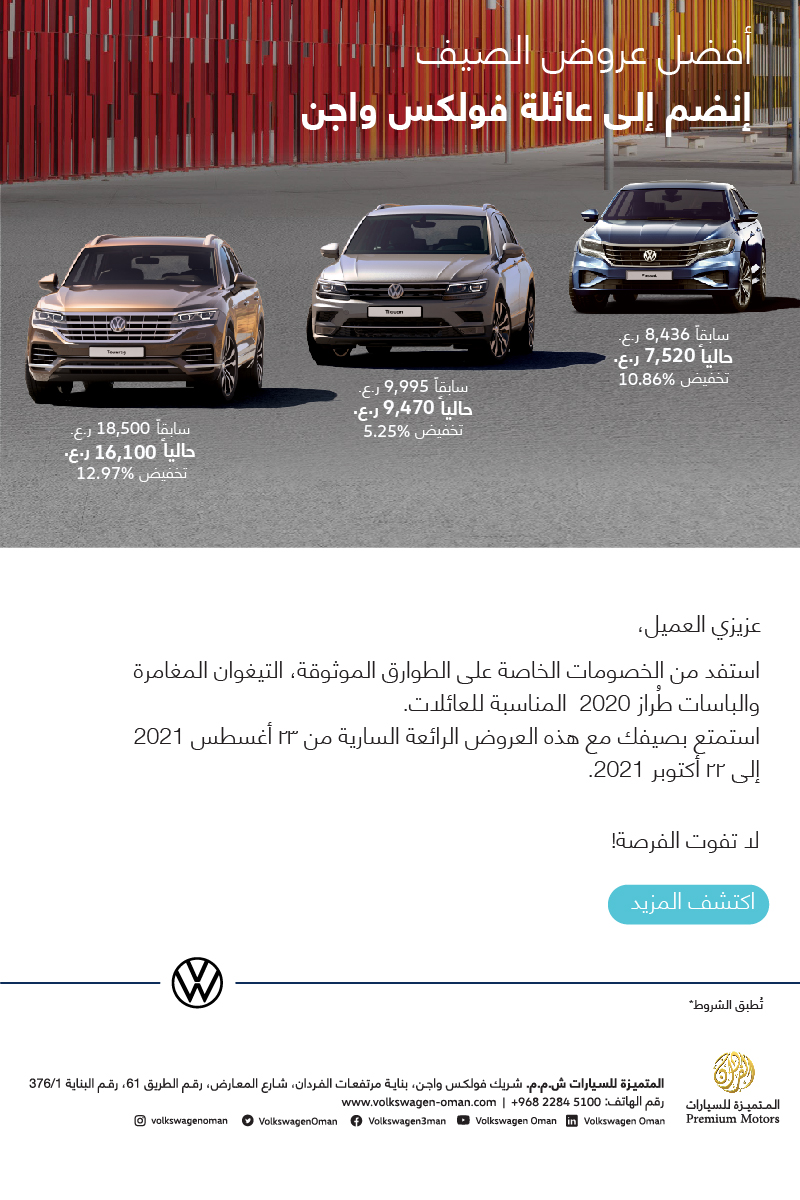 أفضل عروض الصيف
إنضم إلى عائلة فولكس واجن
Passat
سابقاً 8,436 ر.ع.
حالياً 7,520 ر.ع.
تخفيض 10.86%
Tiguan
سابقاً 9,995 ر.ع.
حالياً 9,470 ر.ع.
تخفيض 5.25%
Touareg
سابقاً 18,500 ر.ع.
حالياً 16,100 ر.ع.
تخفيض 12.97%
عزيزي العميل،
استفد من الخصومات الخاصة على الطوارق الموثوقة، التيغوان المغامرة
والباسات طُراز 2020 المناسبة للعائلات.
استمتع بصيفك مع هذه العروض الرائعة السارية من ٢٣ أغسطس 2021
إلى ٢٢ أكتوبر 2021.
لا تفوت الفرصة!
اكتشف المزيد
تُطبق الشروط*
المتميزة للسيارات ش.م.م. شريك فولكس واجن، بناية مرتفعات الفردان، شارع المعارض، رقم الطريق 61، رقم البناية 376/1
رقم الهاتف: 5100 2284 968+ | www.volkswagen-oman.com
volkswagenoman VolkswagenOman Volkswagen3man Volkswagen Oman Volkswagen Oman
المتميزة للسيارات
Premium Motors